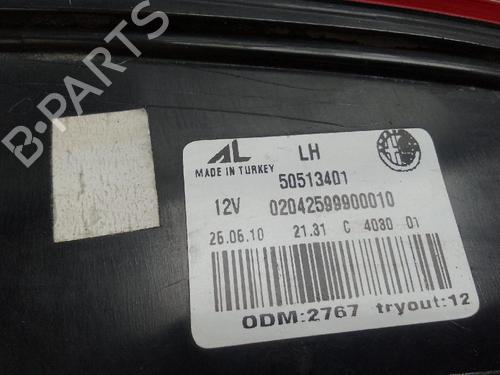 B-PARTS
AL
LH
MADE IN TURKEY
50513401
12V 02042599900010
26.06.10 21.31 C 4030 01
ODM:2767 tryout:12